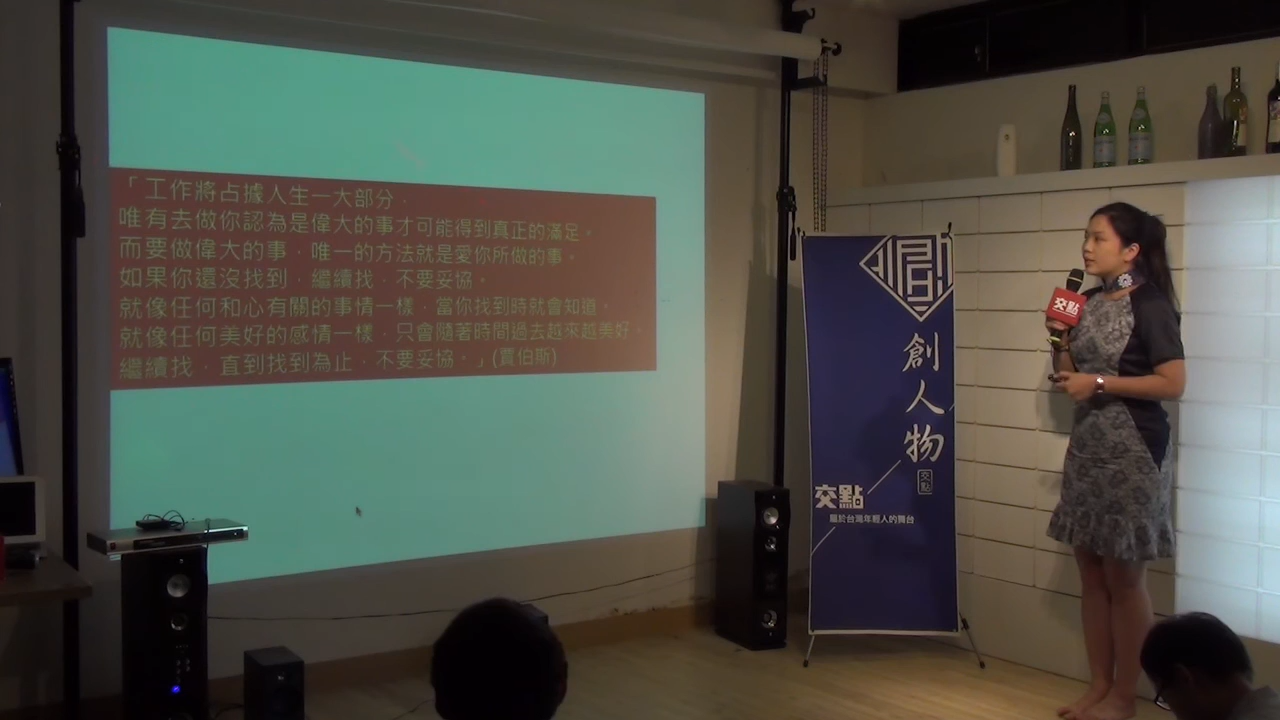 「工作將占據人生一大部分，
唯有去做你認為是偉大的事才可能得到真正的滿足。
而要做偉大的事，唯一的方法就是愛你所做的事。
如果你還沒找到，繼續找，不要妥協。
就像任何和心有關的事情一樣，當你找到時就會知道。
就像任何美好的感情一樣，只會隨著時間過去越來越美好。
繼續找，直到找到為止，不要妥協。」(賈伯斯)
創人物
交點
交點
屬於台灣年輕人的舞台
交點